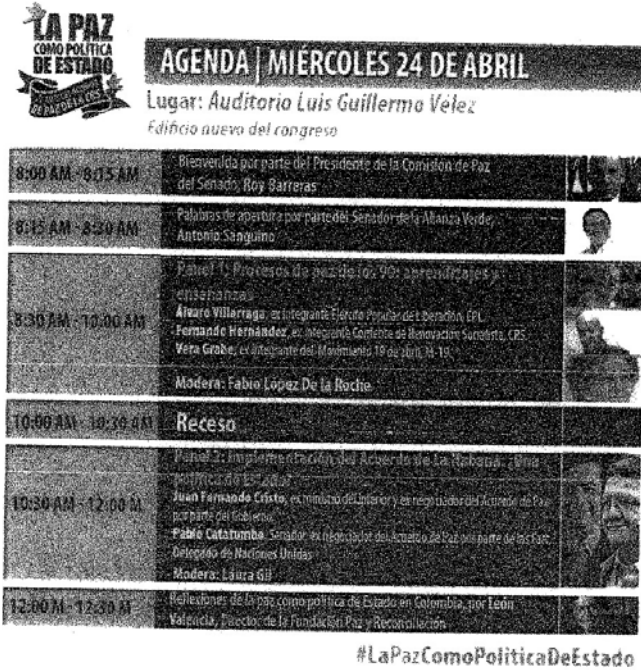 LA PAZ
COMO POLÍTICA
DE ESTADO
AGENDA | MIÉRCOLES 24 DE ABRIL
Lugar: Auditorio Luis Guillermo Vélez
Edificio nuevo del congreso
8:00 AM - 8:15 AM
Bienvenida por parte del Presidente de la Comisión de Paz
del Senado, Roy Barreras
8:15 AM - 8:30 AM
Palabras de apertura por parte del Senador de la Alianza Verde,
Antonio Sanguino
8:30 AM - 10:00 AM
Panel 1: Procesos de paz de los 90: aprendizajes y
enseñanzas
Álvaro Villarraga, ex integrante Ejército Popular de Liberación, EPL.
Fernando Hernández, ex integrante Corriente de Renovación Socialista, CRS.
Vera Grabe, ex integrante del Movimiento 19 de abril, M-19.
Modera: Fabio López De la Roche
10:00 AM - 10:30 AM
Receso
10:30 AM - 12:00 M
Panel 2: Implementación del Acuerdo de La Habana: ¿Una
política de Estado?
Juan Fernando Cristo, ex ministro del Interior y ex negociador del Acuerdo de Paz
por parte del Gobierno.
Pablo Catatumbo, Senador, ex negociador del Acuerdo de Paz por parte de las Farc
Delegado de Naciones Unidas
Modera: Laura Gil
12:00 M - 12:30 M
Reflexiones de la paz como política de Estado en Colombia, por León
Valencia, Director de la Fundación Paz y Reconciliación
#LaPazComoPolíticaDeEstado